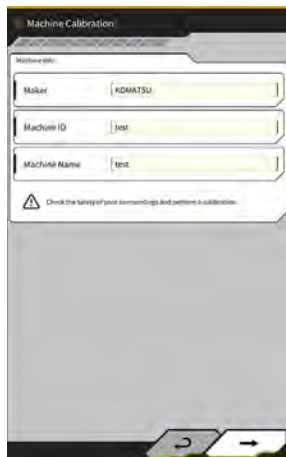 Machine Calibration
Machine Info
Maker
KOMATSU
Machine ID
test
Machine Name
test
Check the safety of your surroundings and perform a calibration.